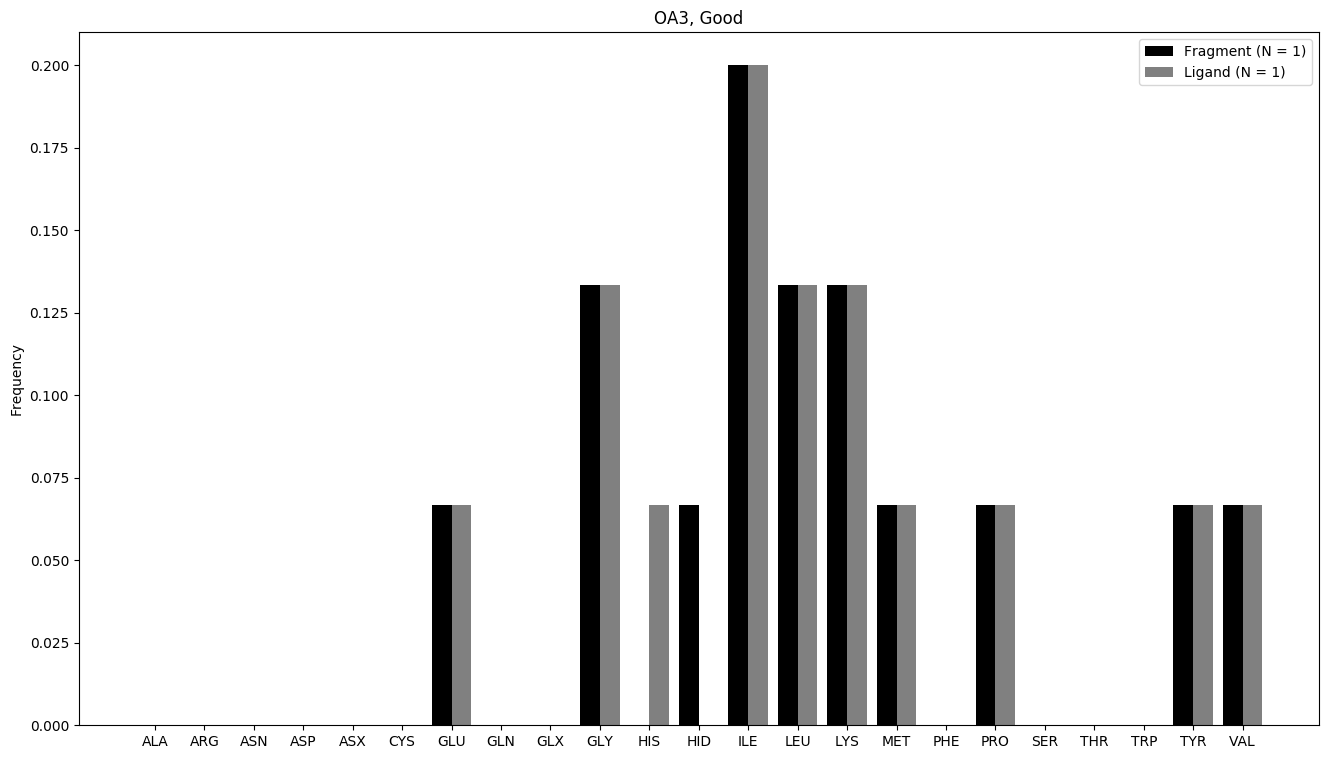 OA3, Good
Fragment (N = 1)
Ligand (N = 1)
Frequency
0.200
0.175
0.150
0.125
0.100
0.075
0.050
0.025
0.000
ALA ARG ASN ASP ASX CYS GLU GLN GLX GLY HIS HID ILE LEU LYS MET PHE PRO SER THR TRP TYR VAL